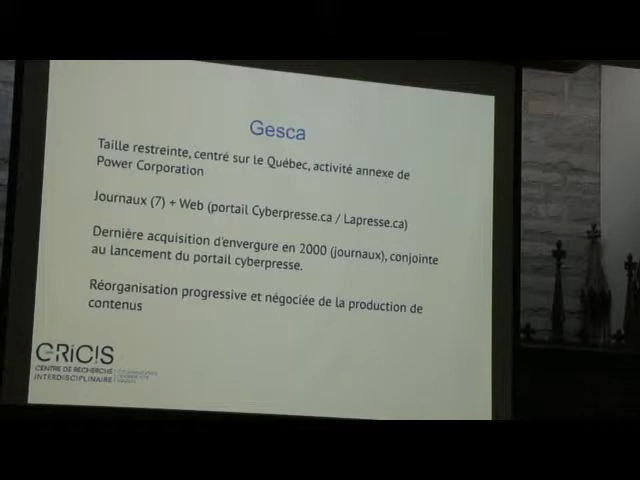 Gesca
Taille restreinte, centré sur le Québec, activité annexe de
Power Corporation
Journaux (7) + Web (portail Cyberpresse.ca / Lapresse.ca)
Dernière acquisition d'envergure en 2000 (journaux), conjointe
au lancement du portail cyberpresse.
Réorganisation progressive et négociée de la production de
contenus
CRICIS
CENTRE DE RECHERCHE
INTERDISCIPLINAIRE